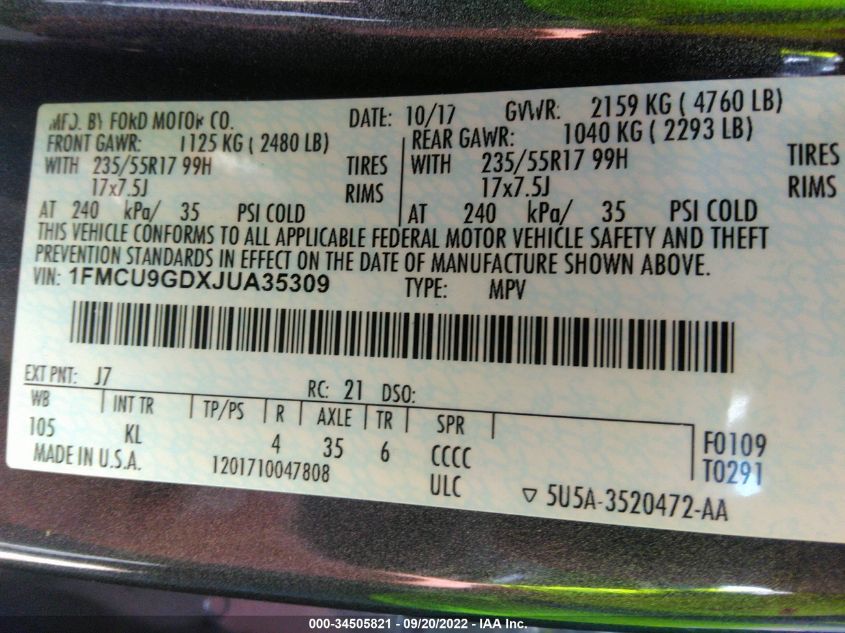 MFD. BY FORD MOTOR CO. DATE: 10/17 GVWR: 2159 KG ( 4760 LB)
FRONT GAWR: 1125 KG ( 2480 LB) REAR GAWR: 1040 KG ( 2293 LB)
WITH 235/55R17 99H TIRES WITH 235/55R17 99H TIRES
17x7.5J RIMS 17x7.5J RIMS
AT 240 kPa/ 35 PSI COLD AT 240 kPa/ 35 PSI COLD
THIS VEHICLE CONFORMS TO ALL APPLICABLE FEDERAL MOTOR VEHICLE SAFETY AND THEFT
PREVENTION STANDARDS IN EFFECT ON THE DATE OF MANUFACTURE SHOWN ABOVE.
VIN: 1FMCU9GDXJUA35309 TYPE: MPV
EXT PNT: J7 RC: 21 DSO:
WB INT TR TP/PS R AXLE TR SPR
105 KL 4 35 6 CCCC F0109
MADE IN U.S.A. 1201710047808 ULC T0291
▽ 5U5A-3520472-AA
000-34505821 - 09/20/2022 - IAA Inc.